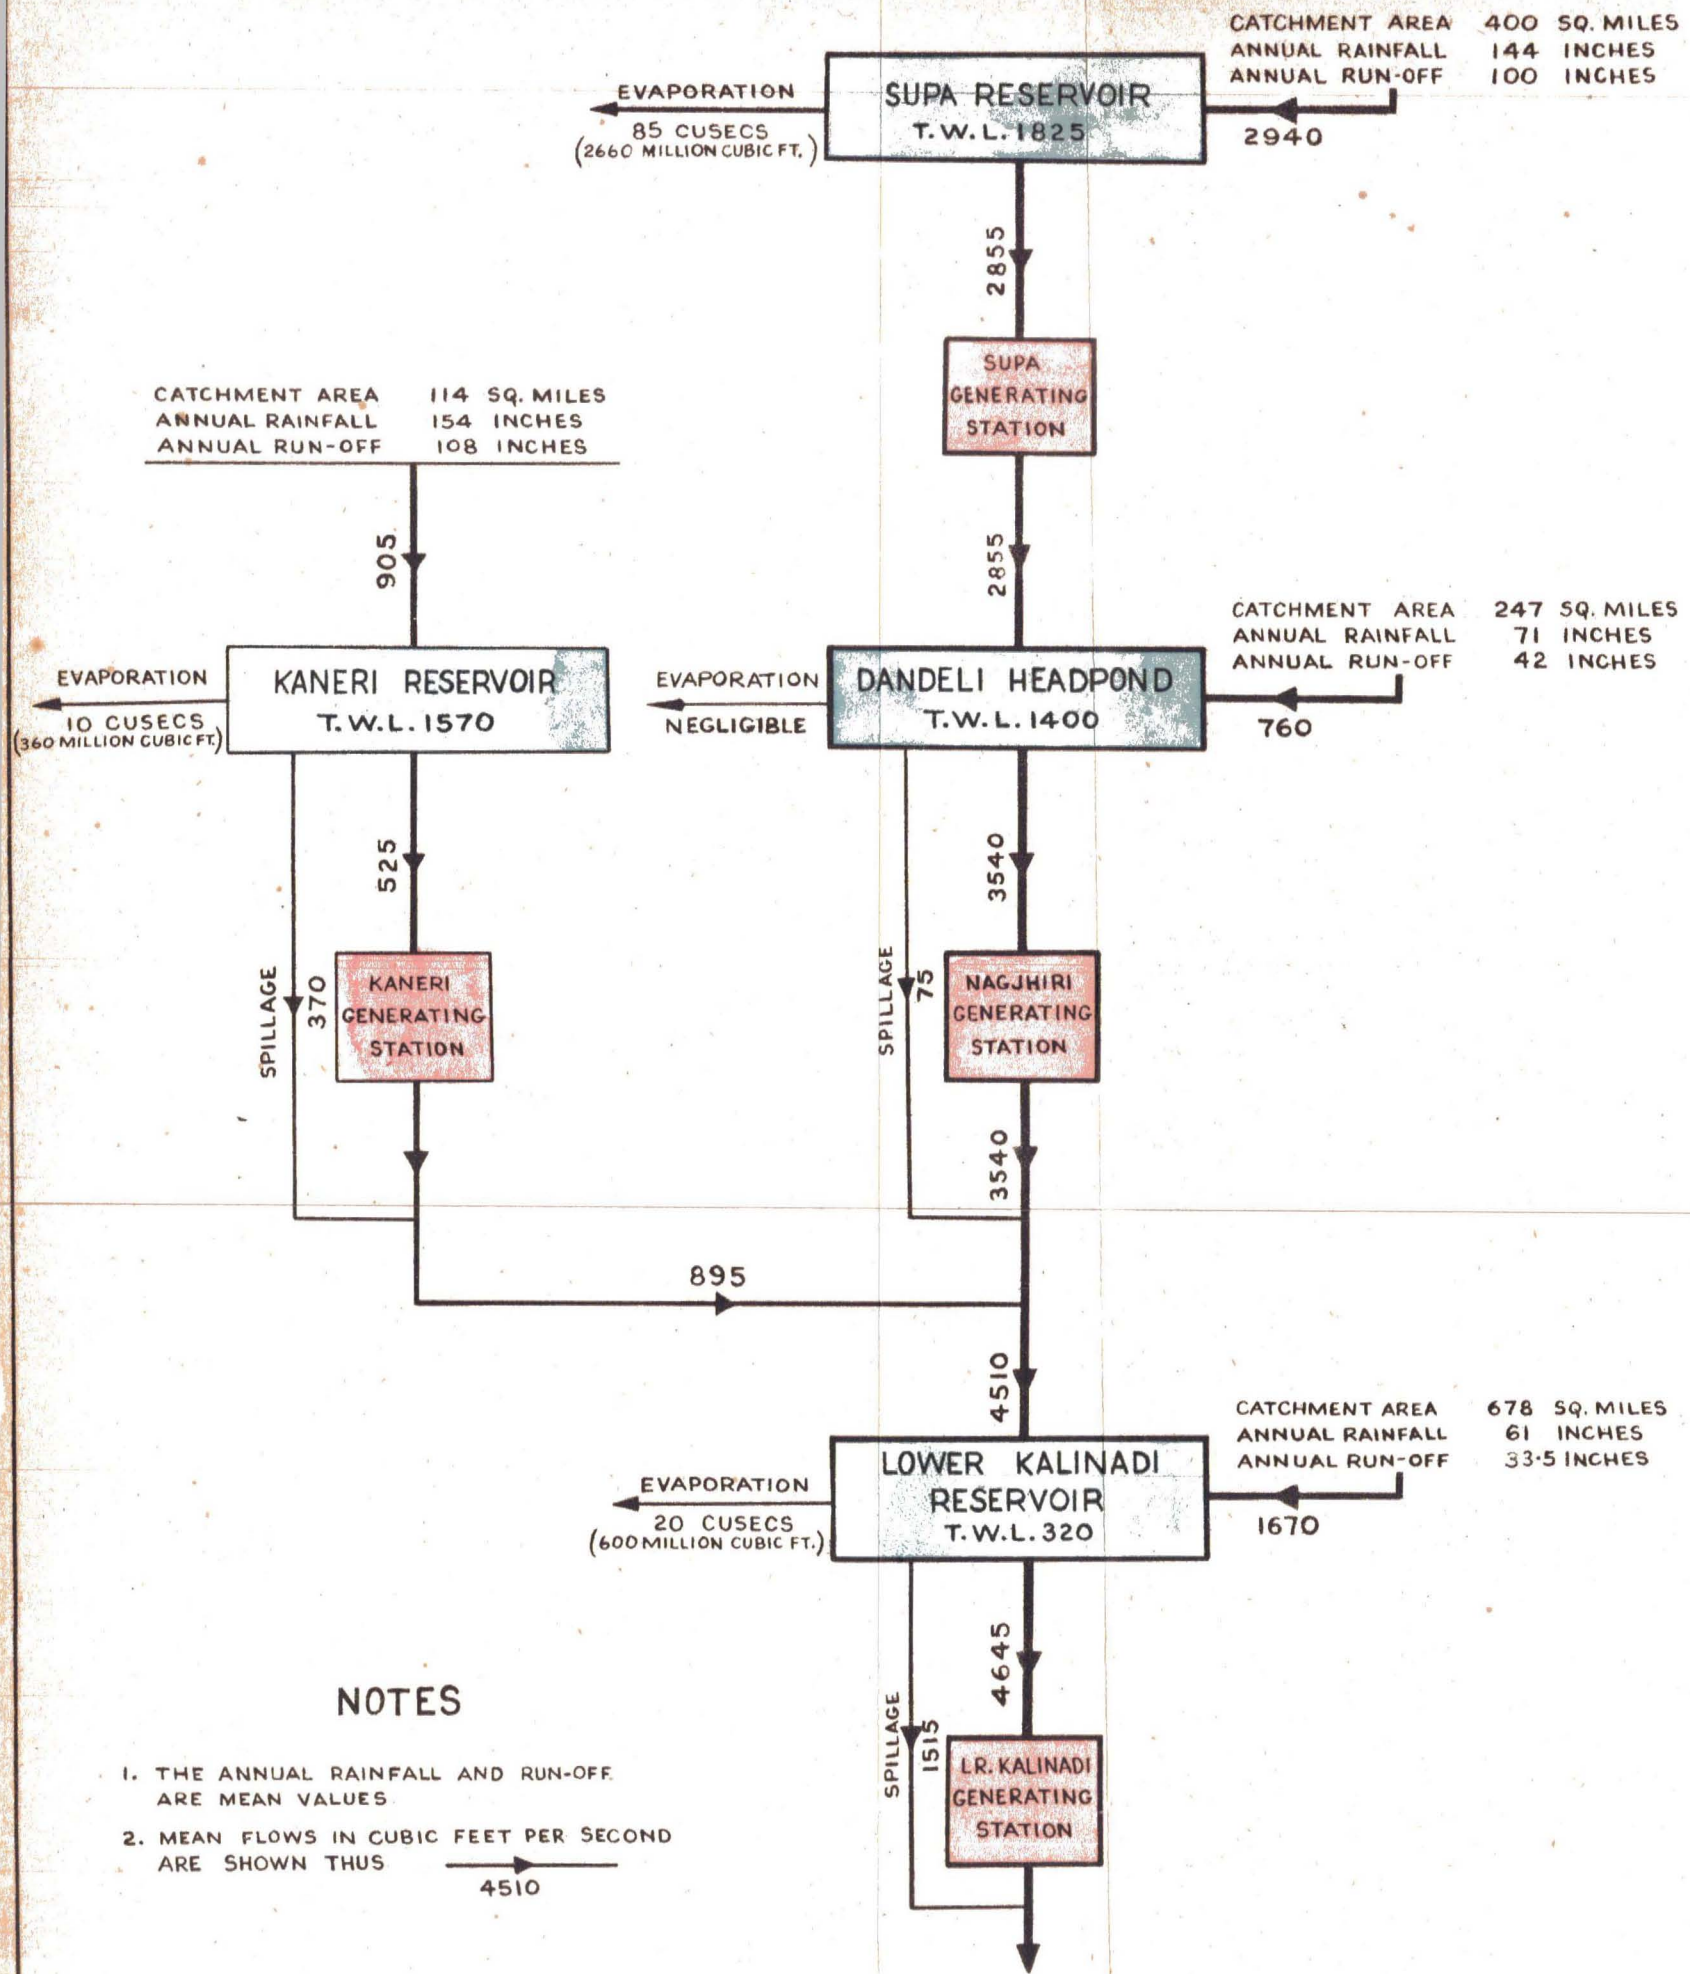 CATCHMENT AREA 400 SQ. MILES
ANNUAL RAINFALL 144 INCHES
ANNUAL RUN-OFF 100 INCHES
2940
SUPA RESERVOIR
T.W.L. 1825
EVAPORATION
85 CUSECS
(2660 MILLION CUBIC FT.)
2855
SUPA
GENERATING
STATION
2855
CATCHMENT AREA 114 SQ. MILES
ANNUAL RAINFALL 154 INCHES
ANNUAL RUN-OFF 108 INCHES
905
KANERI RESERVOIR
T.W.L. 1570
EVAPORATION
10 CUSECS
(360 MILLION CUBIC FT.)
CATCHMENT AREA 247 SQ. MILES
ANNUAL RAINFALL 71 INCHES
ANNUAL RUN-OFF 42 INCHES
760
DANDELI HEADPOND
T.W.L. 1400
EVAPORATION
NEGLIGIBLE
525
SPILLAGE
370
KANERI
GENERATING
STATION
3540
SPILLAGE
75
NAGJHIRI
GENERATING
STATION
3540
895
4510
CATCHMENT AREA 678 SQ. MILES
ANNUAL RAINFALL 61 INCHES
ANNUAL RUN-OFF 33·5 INCHES
1670
LOWER KALINADI
RESERVOIR
T.W.L. 320
EVAPORATION
20 CUSECS
(600 MILLION CUBIC FT.)
4645
SPILLAGE
1515
LR. KALINADI
GENERATING
STATION
NOTES
1. THE ANNUAL RAINFALL AND RUN-OFF
ARE MEAN VALUES
2. MEAN FLOWS IN CUBIC FEET PER SECOND
ARE SHOWN THUS
4510